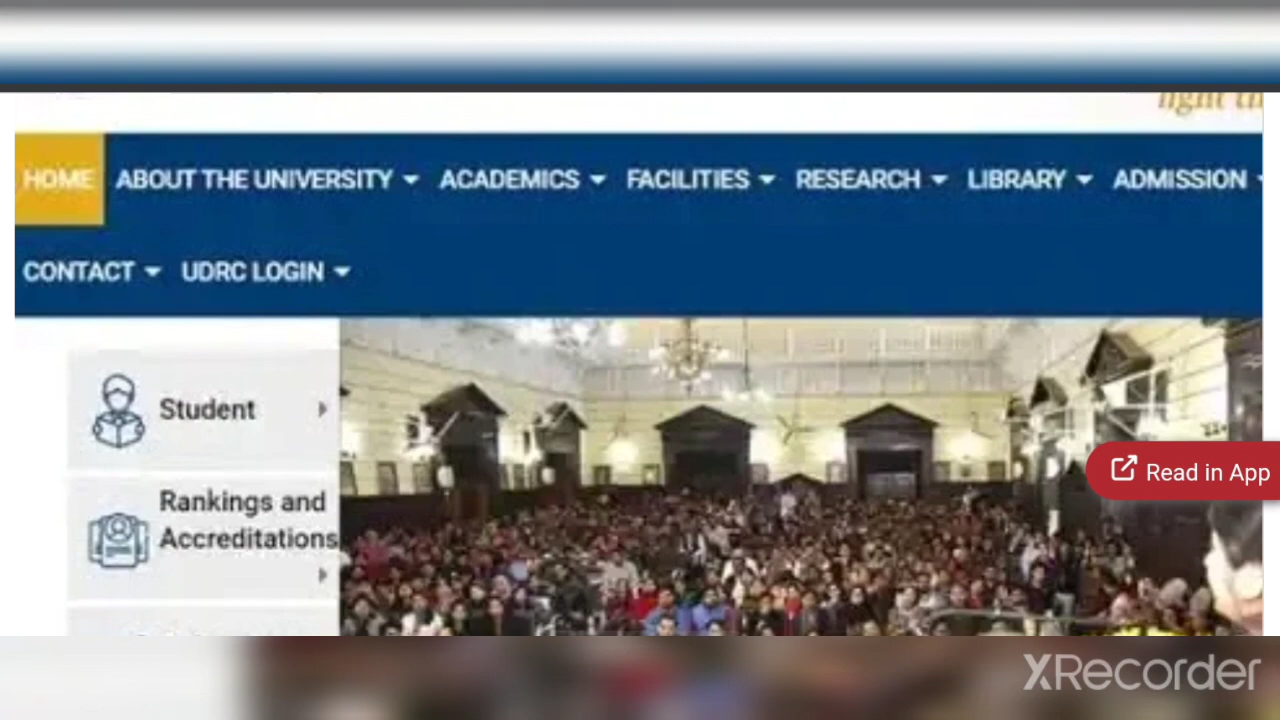 HOME ABOUT THE UNIVERSITY ACADEMICS FACILITIES RESEARCH LIBRARY ADMISSION
CONTACT UDRC LOGIN
Student
Rankings and
Accreditations
Read in App
XRecorder